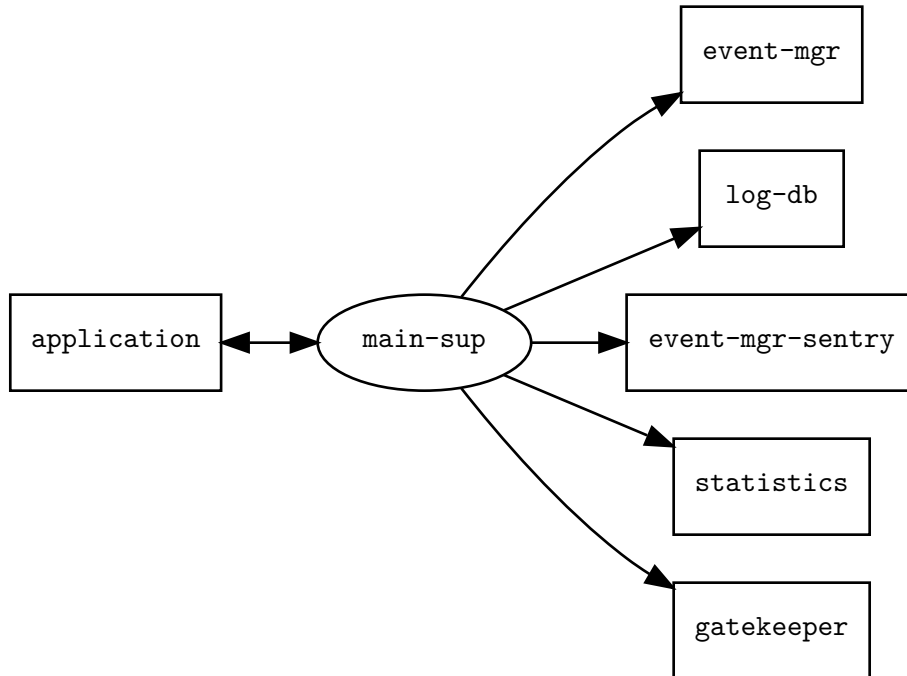 event-mgr
log-db
application
main-sup
event-mgr-sentry
statistics
gatekeeper